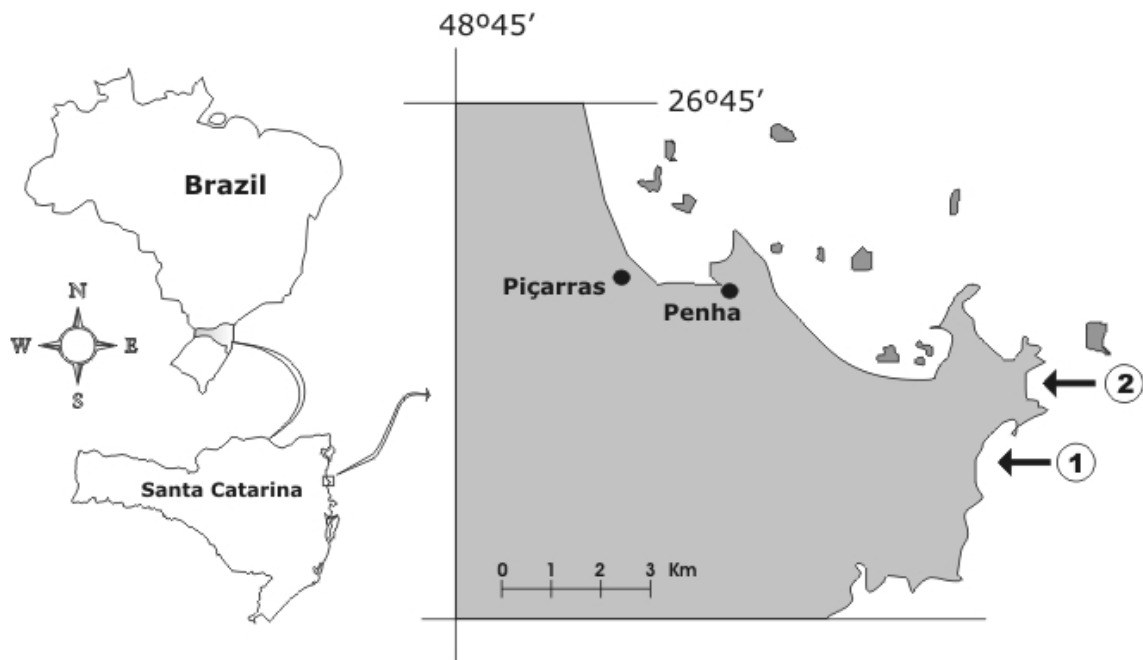 48º45’
26º45’
Brazil
N
W E
S
Piçarras
Penha
2
1
Santa Catarina
0 1 2 3 Km